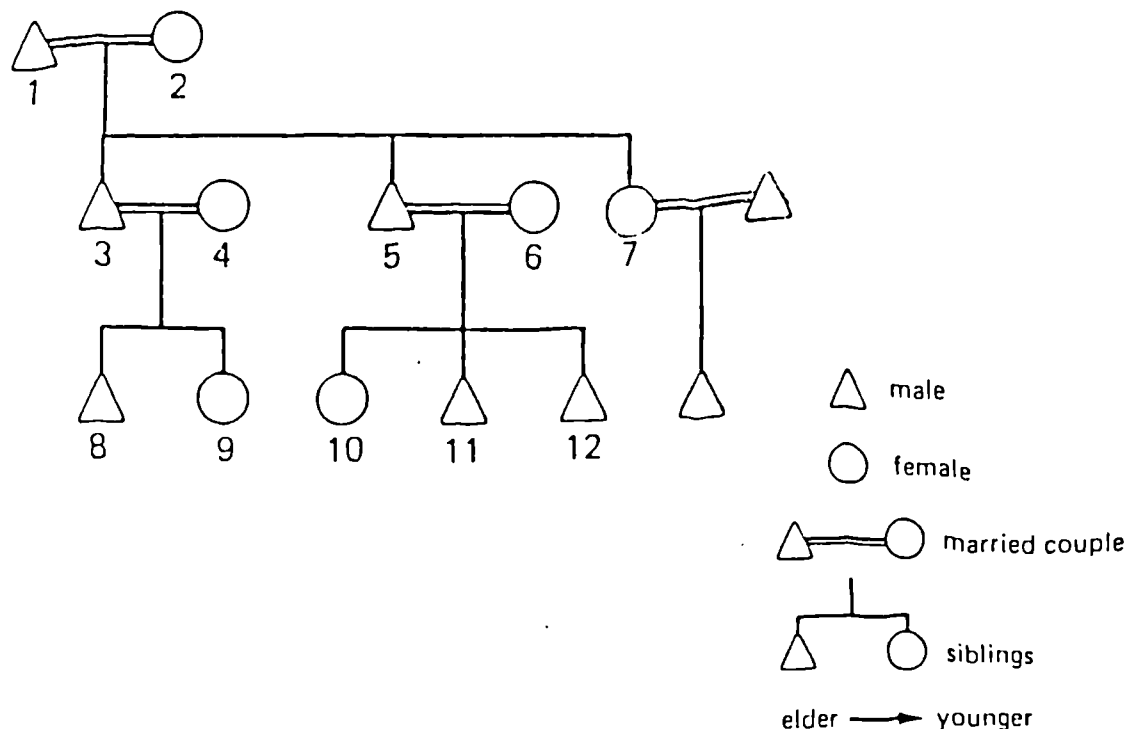 1 2
3 4 5 6 7
8 9 10 11 12
male
female
married couple
siblings
elder → younger